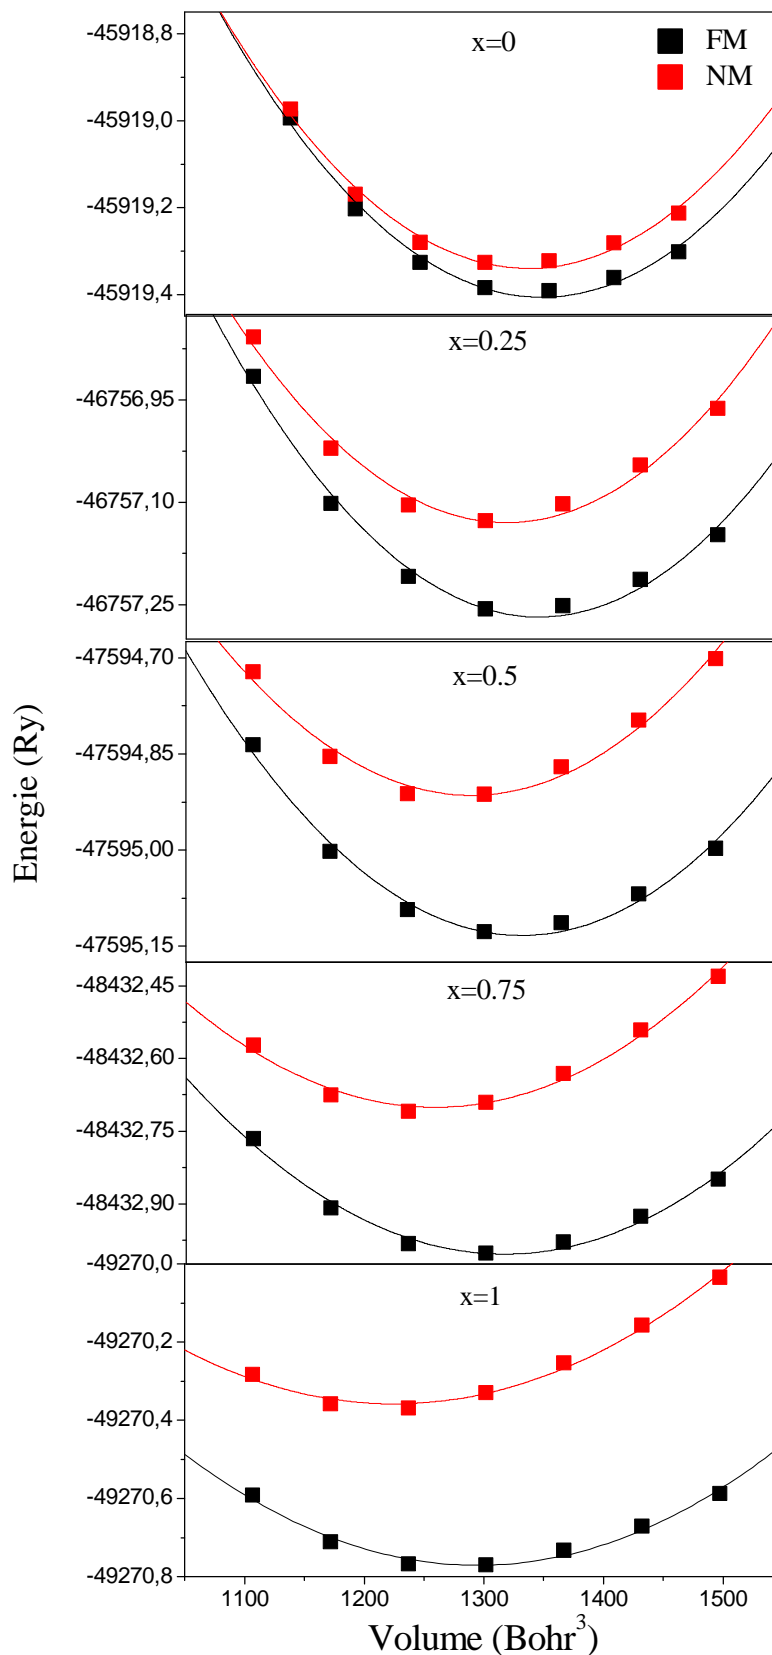 -45918,8
x=0
FM
NM
-45919,0
-45919,2
-45919,4
x=0.25
-46756,95
-46757,10
-46757,25
-47594,70
x=0.5
-47594,85
-47595,00
-47595,15
Energie (Ry)
-48432,45
x=0.75
-48432,60
-48432,75
-48432,90
-49270,0
x=1
-49270,2
-49270,4
-49270,6
-49270,8
1100 1200 1300 1400 1500
Volume (Bohr³)